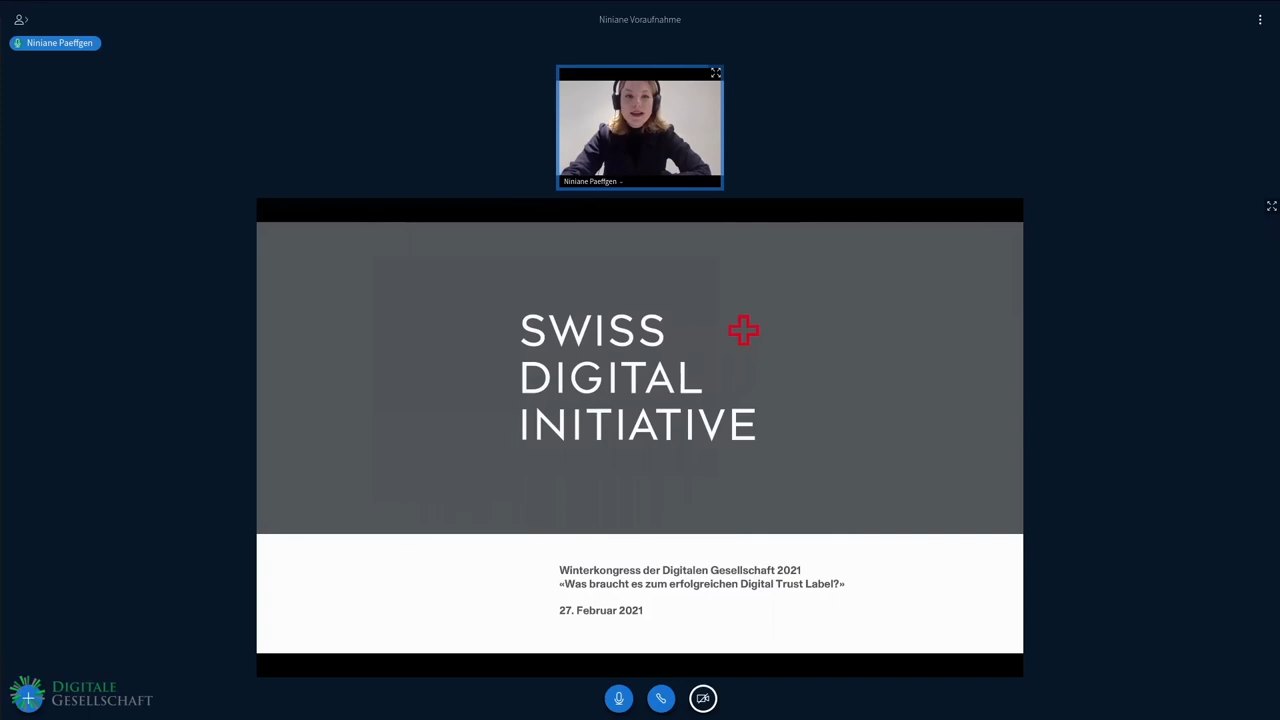 Niniane Voraufnahme
Niniane Paeffgen
Niniane Paeffgen
SWISS
DIGITAL
INITIATIVE
Winterkongress der Digitalen Gesellschaft 2021
«Was braucht es zum erfolgreichen Digital Trust Label?»
27. Februar 2021
DIGITALE
GESELLSCHAFT